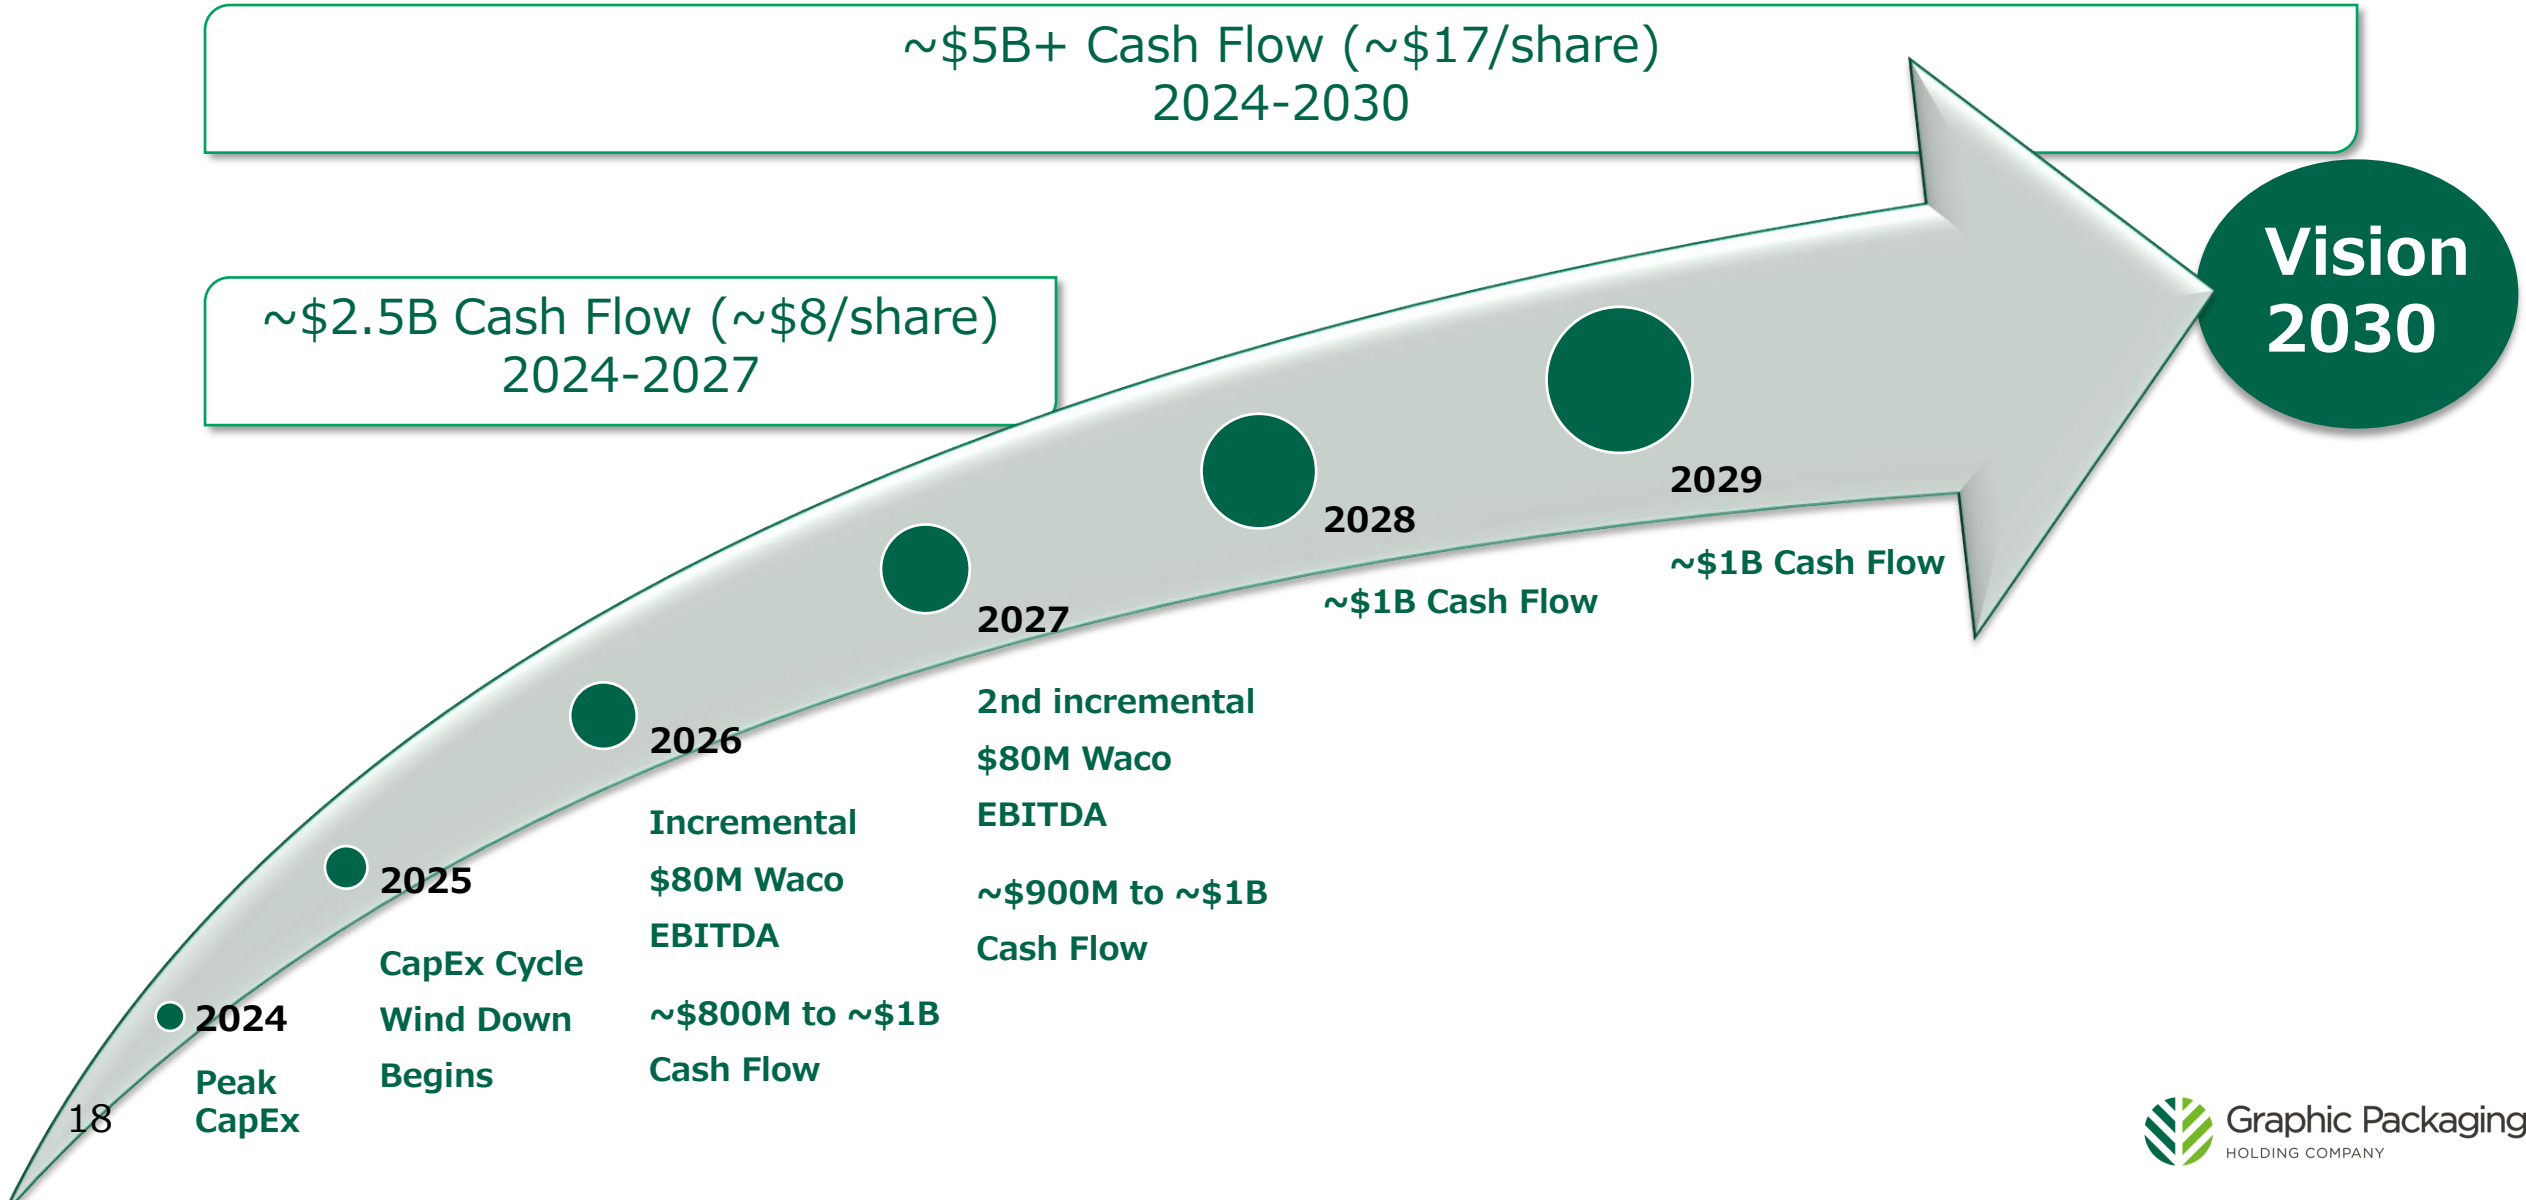 ~$5B+ Cash Flow (~$17/share)
2024-2030
~$2.5B Cash Flow (~$8/share)
2024-2027
Vision
2030
2024
Peak
CapEx
2025
CapEx Cycle
Wind Down
Begins
2026
Incremental
$80M Waco
EBITDA
~$800M to ~$1B
Cash Flow
2027
2nd incremental
$80M Waco
EBITDA
~$900M to ~$1B
Cash Flow
2028
~$1B Cash Flow
2029
~$1B Cash Flow
18
Graphic Packaging
HOLDING COMPANY